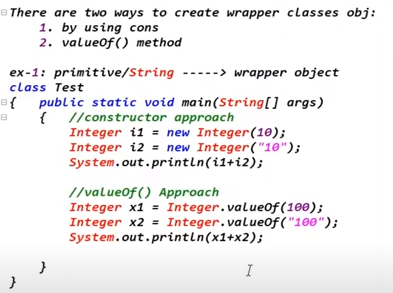 There are two ways to create wrapper classes obj:
1. by using cons
2. valueOf() method
ex-1: primitive/String -----> wrapper object
class Test
{ public static void main(String[] args)
{ //constructor approach
Integer i1 = new Integer(10);
Integer i2 = new Integer("10");
System.out.println(i1+i2);
//valueOf() Approach
Integer x1 = Integer.valueOf(100);
Integer x2 = Integer.valueOf("100");
System.out.println(x1+x2);
}
}